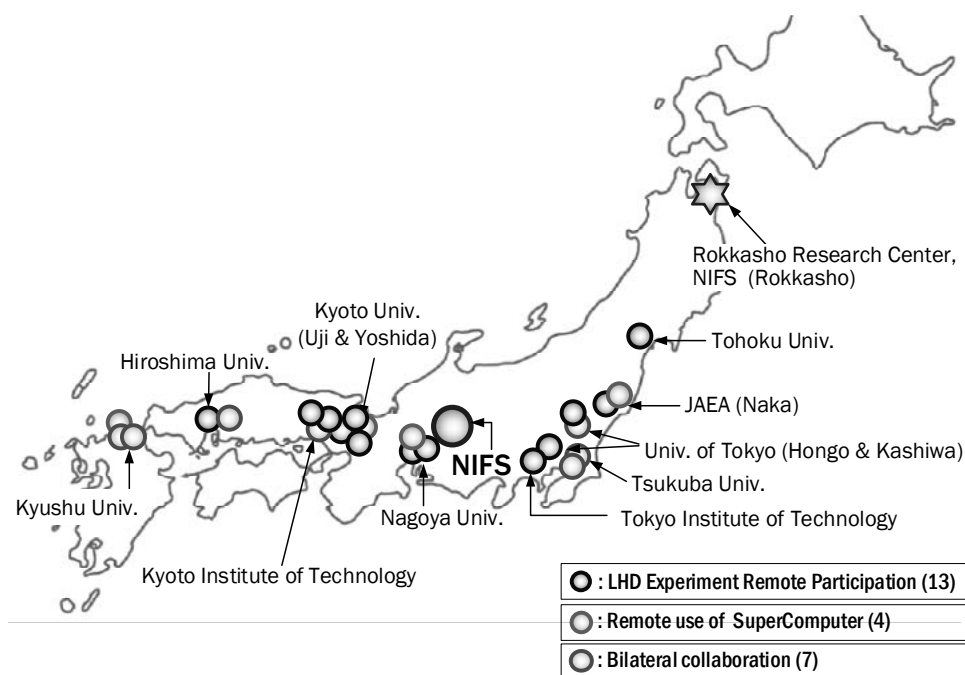 Rokkasho Research Center,
NIFS (Rokkasho)
Kyoto Univ.
(Uji & Yoshida)
Tohoku Univ.
Hiroshima Univ.
JAEA (Naka)
Univ. of Tokyo (Hongo & Kashiwa)
NIFS
Tsukuba Univ.
Kyushu Univ.
Nagoya Univ.
Tokyo Institute of Technology
Kyoto Institute of Technology
: LHD Experiment Remote Participation (13)
: Remote use of SuperComputer (4)
: Bilateral collaboration (7)